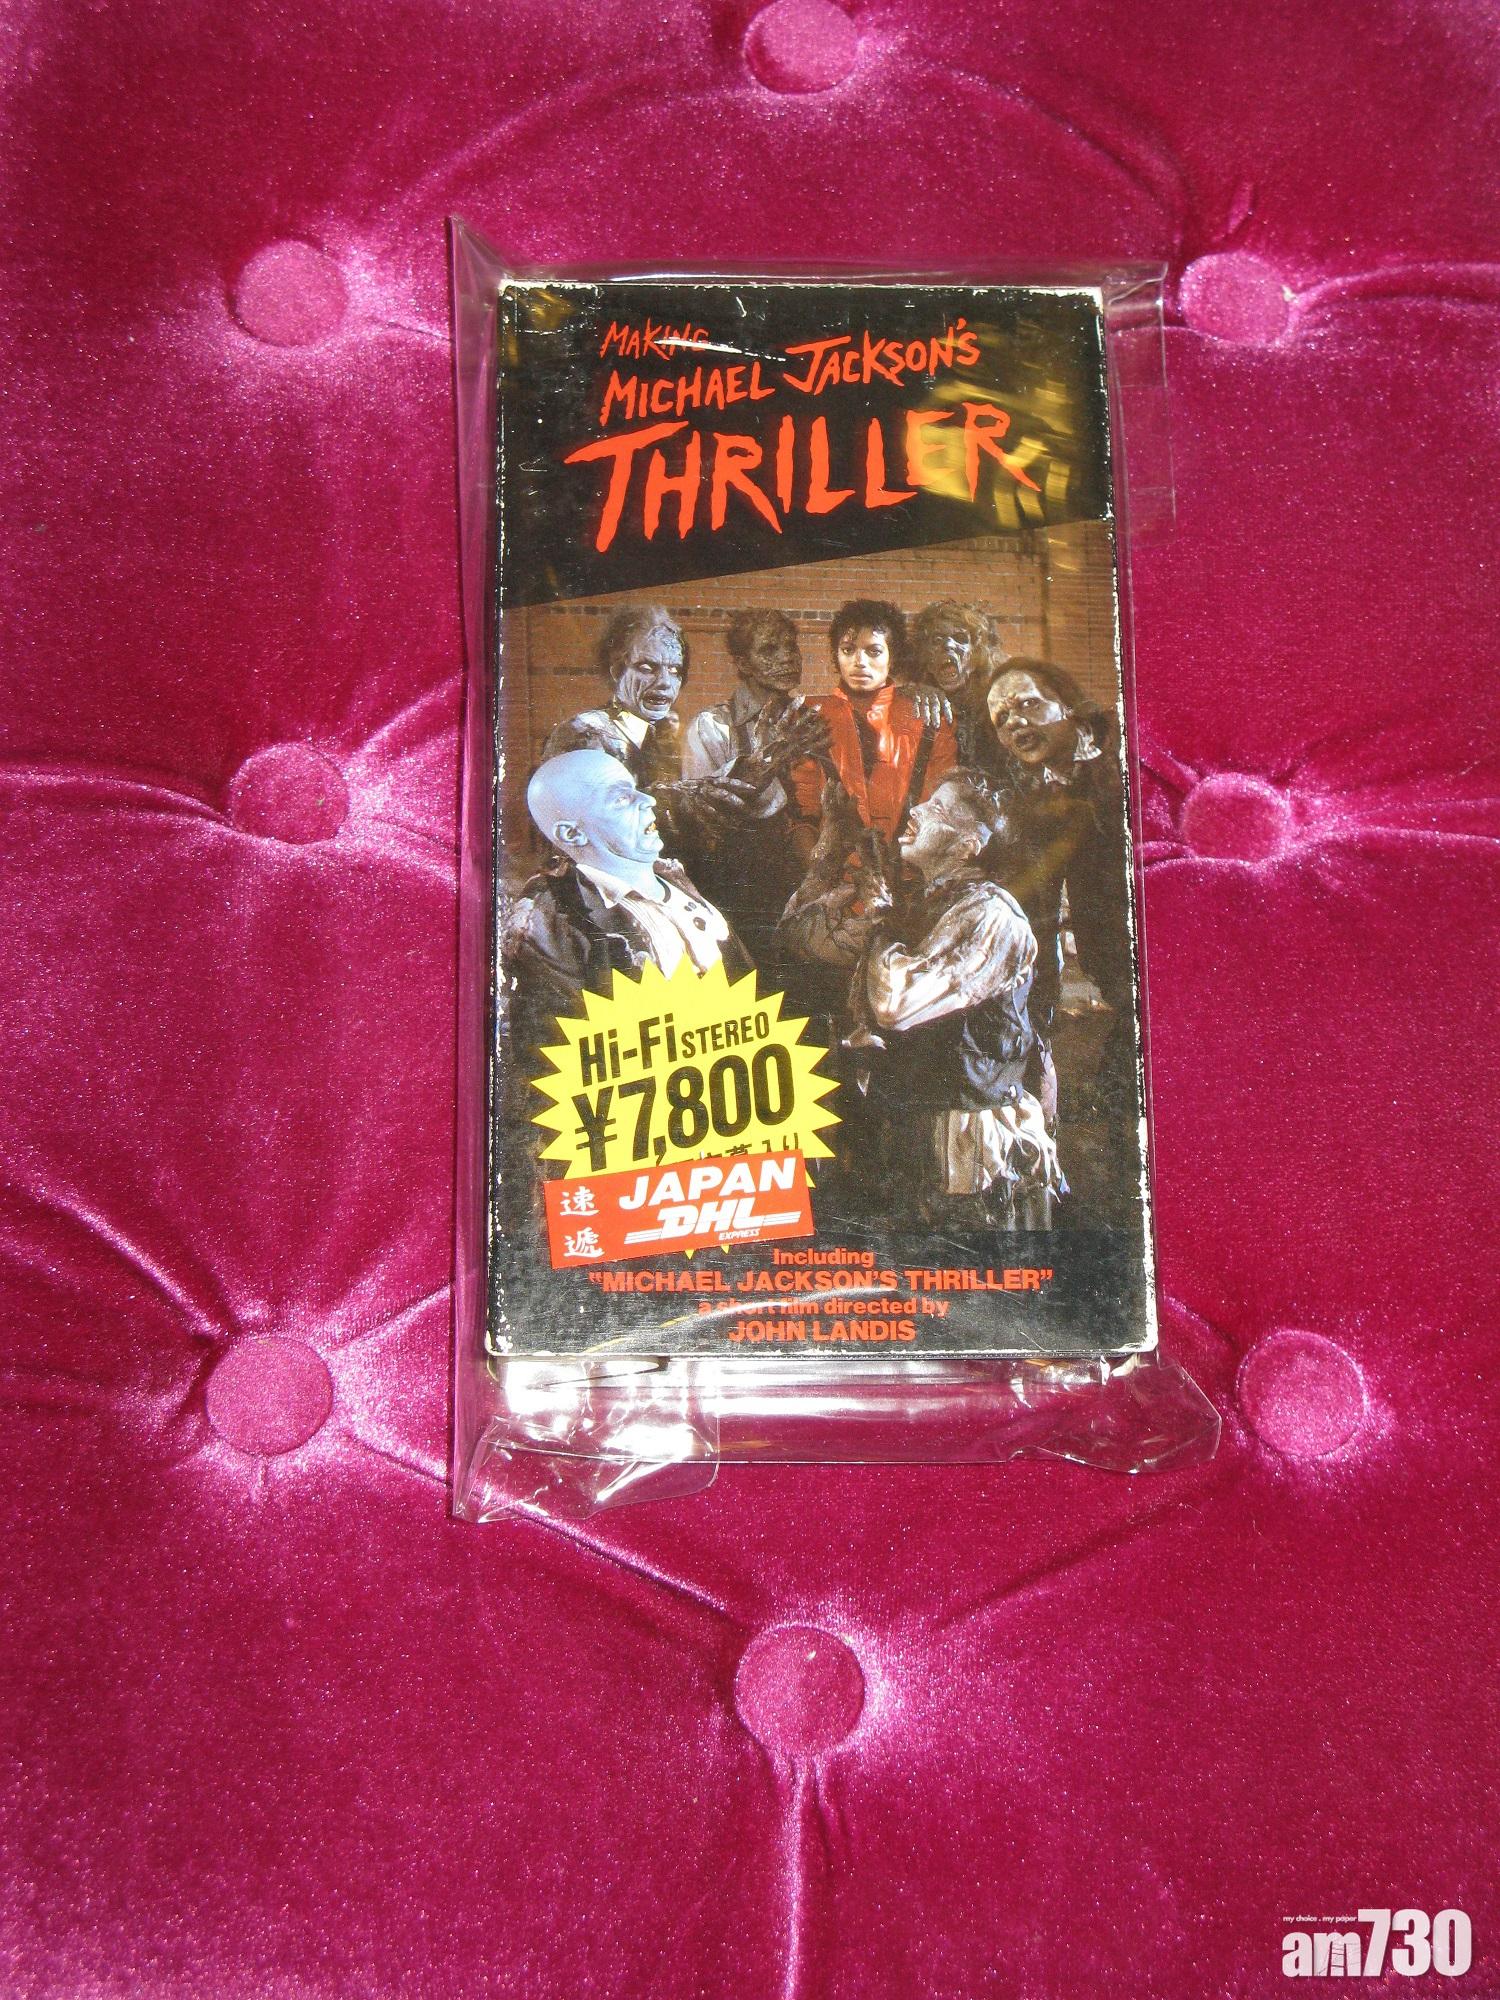 MAKING
MICHAEL JACKSON'S
THRILLER
Hi-Fi STEREO
¥7,800
速遞
JAPAN
DHL
EXPRESS
Including
"MICHAEL JACKSON'S THRILLER"
a short film directed by
JOHN LANDIS
my choice . my paper
am730